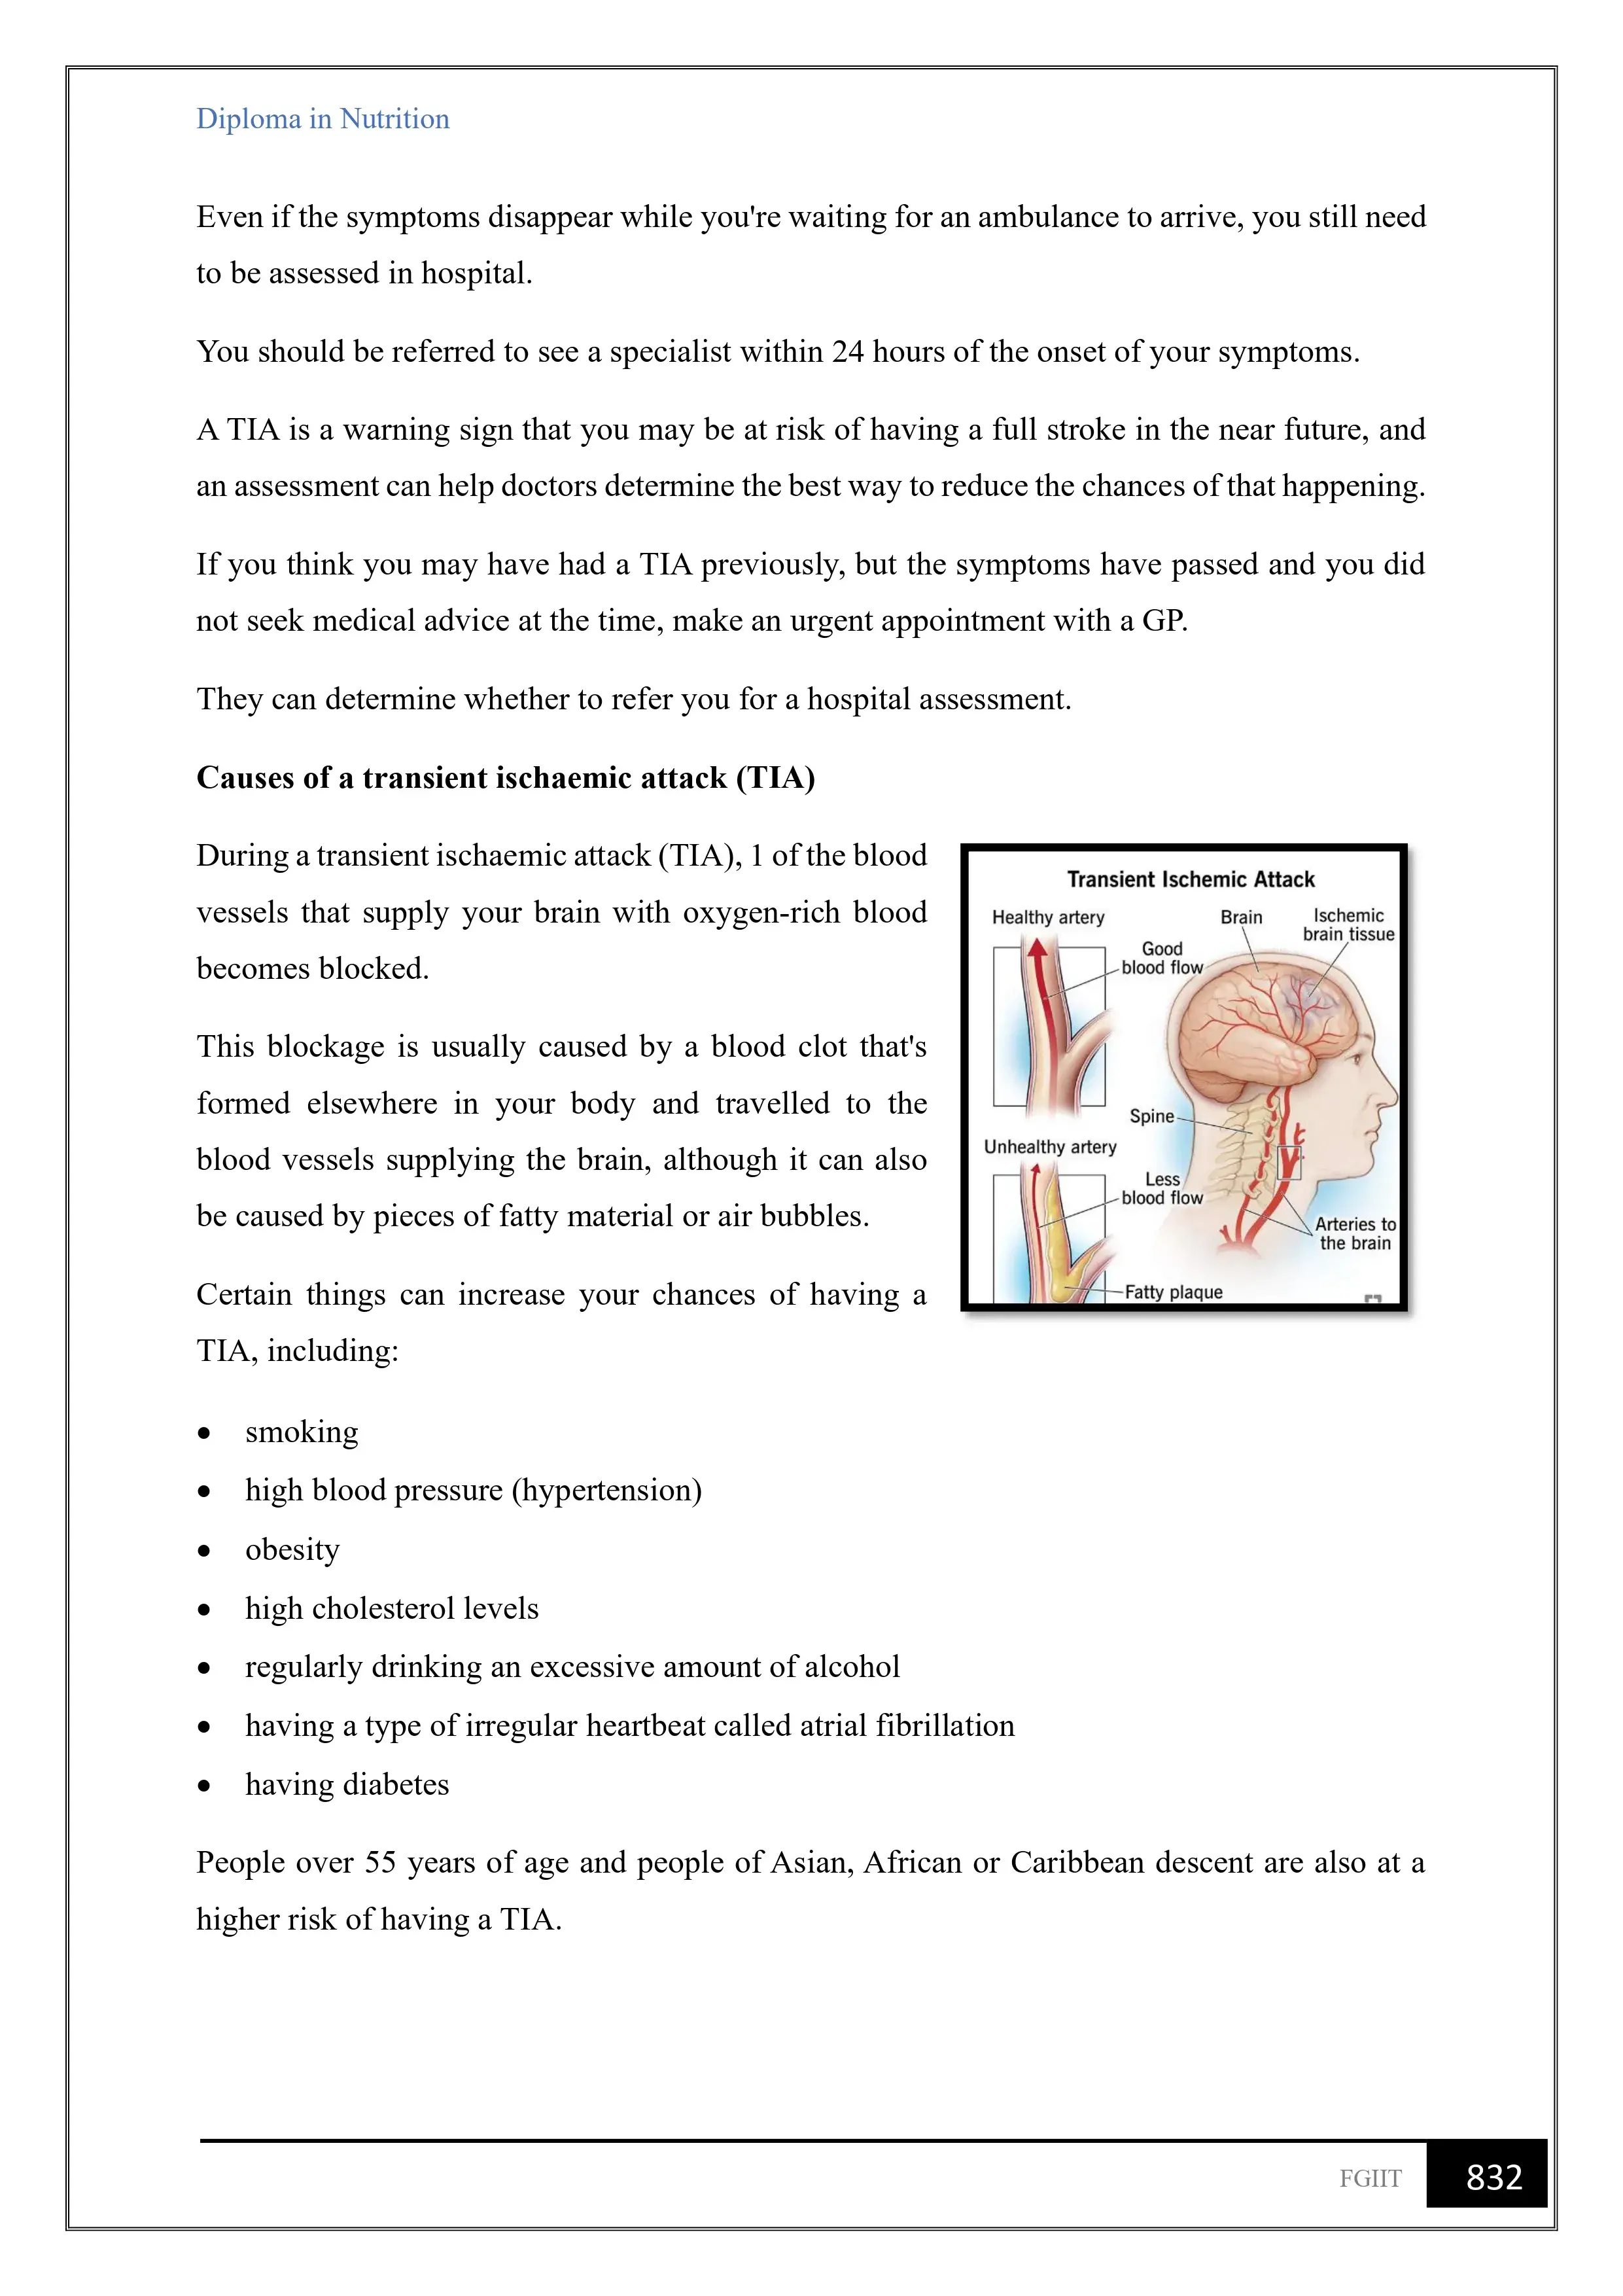 Diploma in Nutrition
Even if the symptoms disappear while you're waiting for an ambulance to arrive, you still need
to be assessed in hospital.
You should be referred to see a specialist within 24 hours of the onset of your symptoms.
A TIA is a warning sign that you may be at risk of having a full stroke in the near future, and
an assessment can help doctors determine the best way to reduce the chances of that happening.
If you think you may have had a TIA previously, but the symptoms have passed and you did
not seek medical advice at the time, make an urgent appointment with a GP.
They can determine whether to refer you for a hospital assessment.
Causes of a transient ischaemic attack (TIA)
During a transient ischaemic attack (TIA), 1 of the blood
vessels that supply your brain with oxygen-rich blood
becomes blocked.
This blockage is usually caused by a blood clot that's
formed elsewhere in your body and travelled to the
blood vessels supplying the brain, although it can also
be caused by pieces of fatty material or air bubbles.
Certain things can increase your chances of having a
TIA, including:
Transient Ischemic Attack
Healthy artery
Brain
Ischemic
brain tissue
Good
blood flow
Spine
Unhealthy artery
Less
blood flow
Arteries to
the brain
Fatty plaque
• smoking
• high blood pressure (hypertension)
• obesity
• high cholesterol levels
• regularly drinking an excessive amount of alcohol
• having a type of irregular heartbeat called atrial fibrillation
• having diabetes
People over 55 years of age and people of Asian, African or Caribbean descent are also at a
higher risk of having a TIA.
FGIIT
832